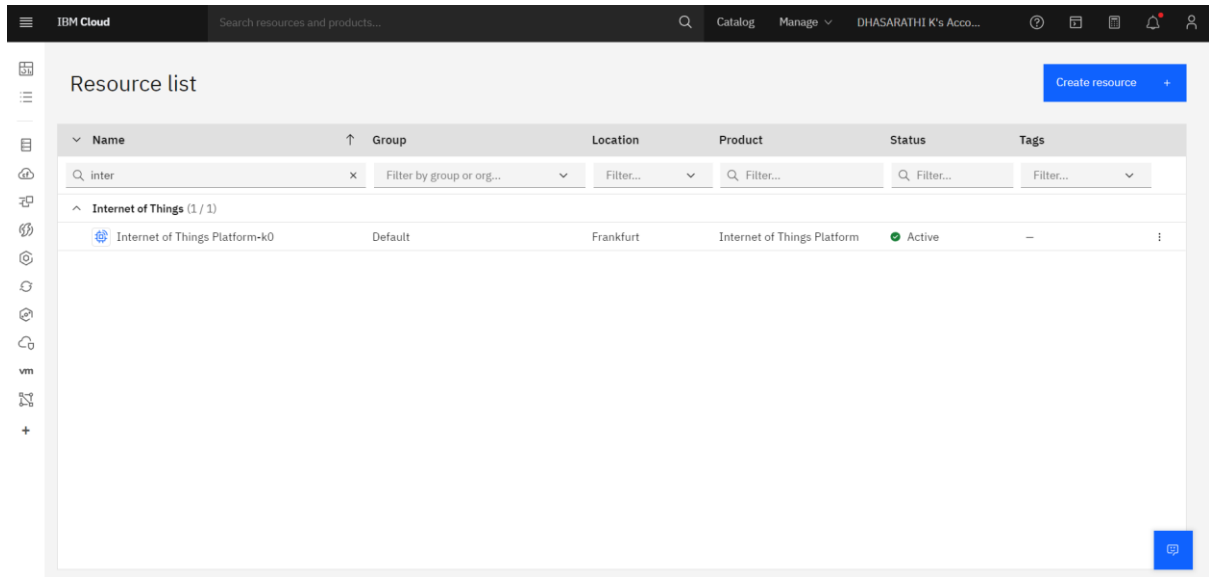 IBM Cloud Search resources and products... Catalog Manage DHASARATHI K's Acco...
Resource list
Create resource +
Name Group Location Product Status Tags
inter Filter by group or org... Filter... Filter... Filter... Filter...
Internet of Things (1 / 1)
Internet of Things Platform-k0 Default Frankfurt Internet of Things Platform Active –
vm